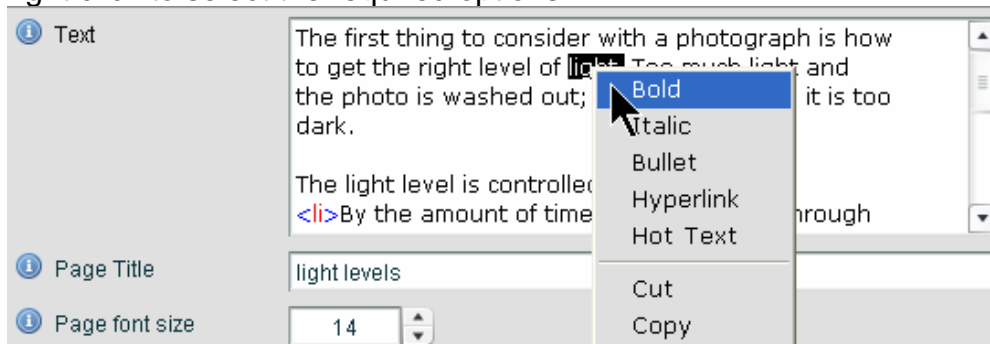 Text
The first thing to consider with a photograph is how
to get the right level of light. Too much light and
the photo is washed out; it is too
dark.
The light level is controlled
<li>By the amount of time rough
Bold
Italic
Bullet
Hyperlink
Hot Text
Cut
Copy
Page Title
light levels
Page font size
14